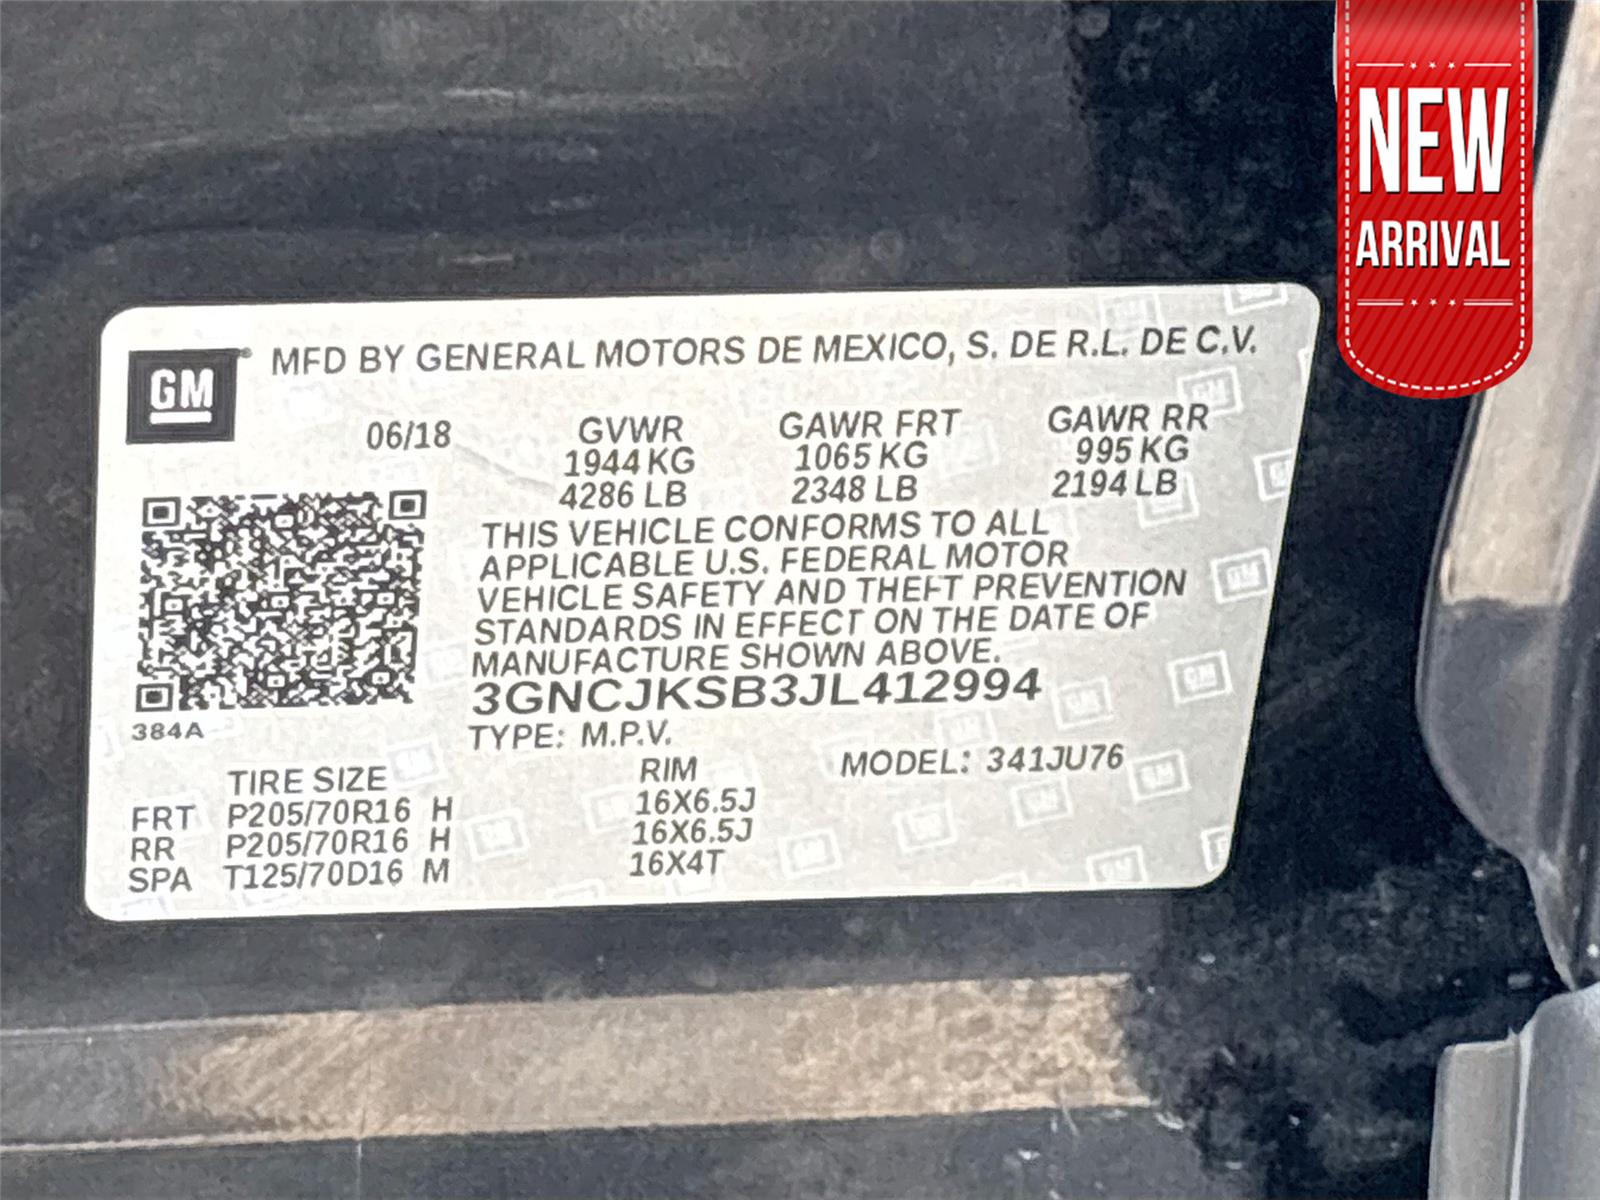 NEW
ARRIVAL
GM
MFD BY GENERAL MOTORS DE MEXICO, S. DE R.L. DE C.V.
06/18 GVWR GAWR FRT GAWR RR
1944 KG 1065 KG 995 KG
4286 LB 2348 LB 2194 LB
THIS VEHICLE CONFORMS TO ALL
APPLICABLE U.S. FEDERAL MOTOR
VEHICLE SAFETY AND THEFT PREVENTION
STANDARDS IN EFFECT ON THE DATE OF
MANUFACTURE SHOWN ABOVE.
3GNCJKSB3JL412994
384A
TYPE: M.P.V.
MODEL: 341JU76
TIRE SIZE RIM
FRT P205/70R16 H 16X6.5J
RR P205/70R16 H 16X6.5J
SPA T125/70D16 M 16X4T